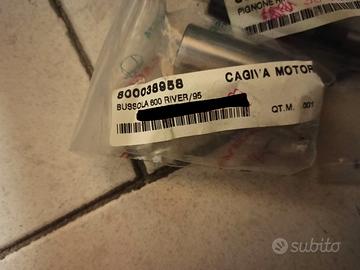 PIGNONE
800038958 CAGIVA MOTOR
BUSSOLA 600 RIVER/95
QT.M. 001
subito